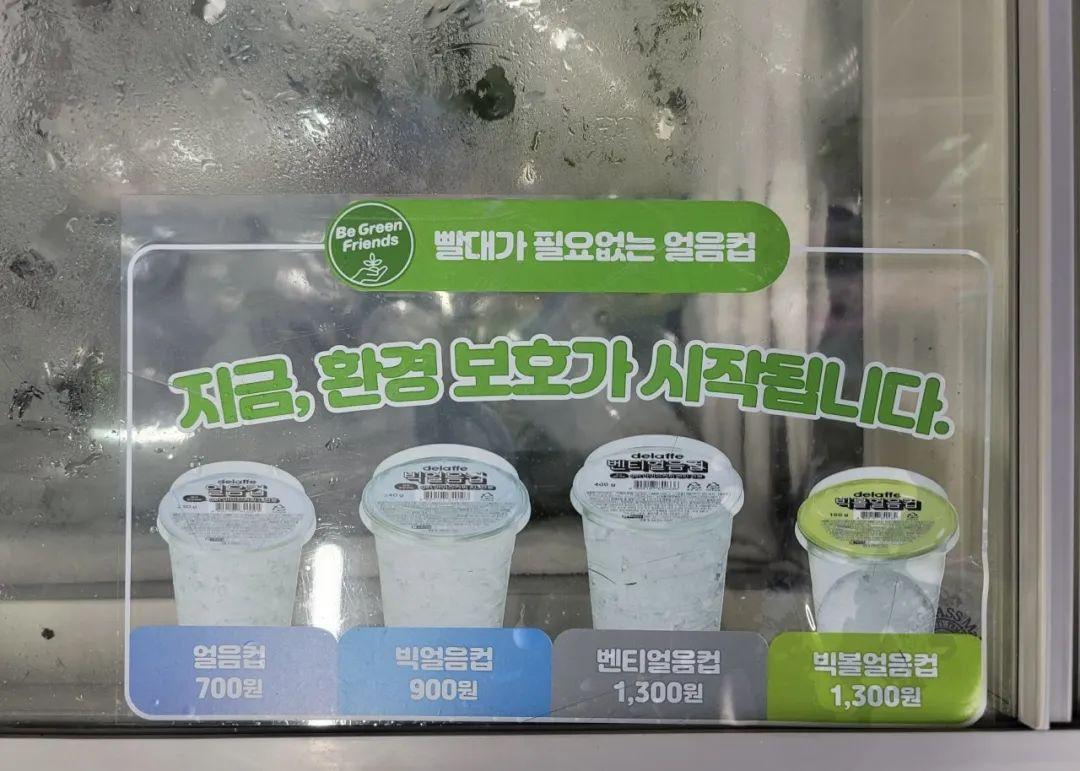 Be Green
Friends
빨대가 필요없는 얼음컵
지금, 환경 보호가 시작됩니다.
delaffe
얼음컵
delaffe
빅얼음컵
delaffe
벤티얼음컵
400 g
delaffe
빅볼얼음컵
얼음컵
700원
빅얼음컵
900원
벤티얼음컵
1,300원
빅볼얼음컵
1,300원